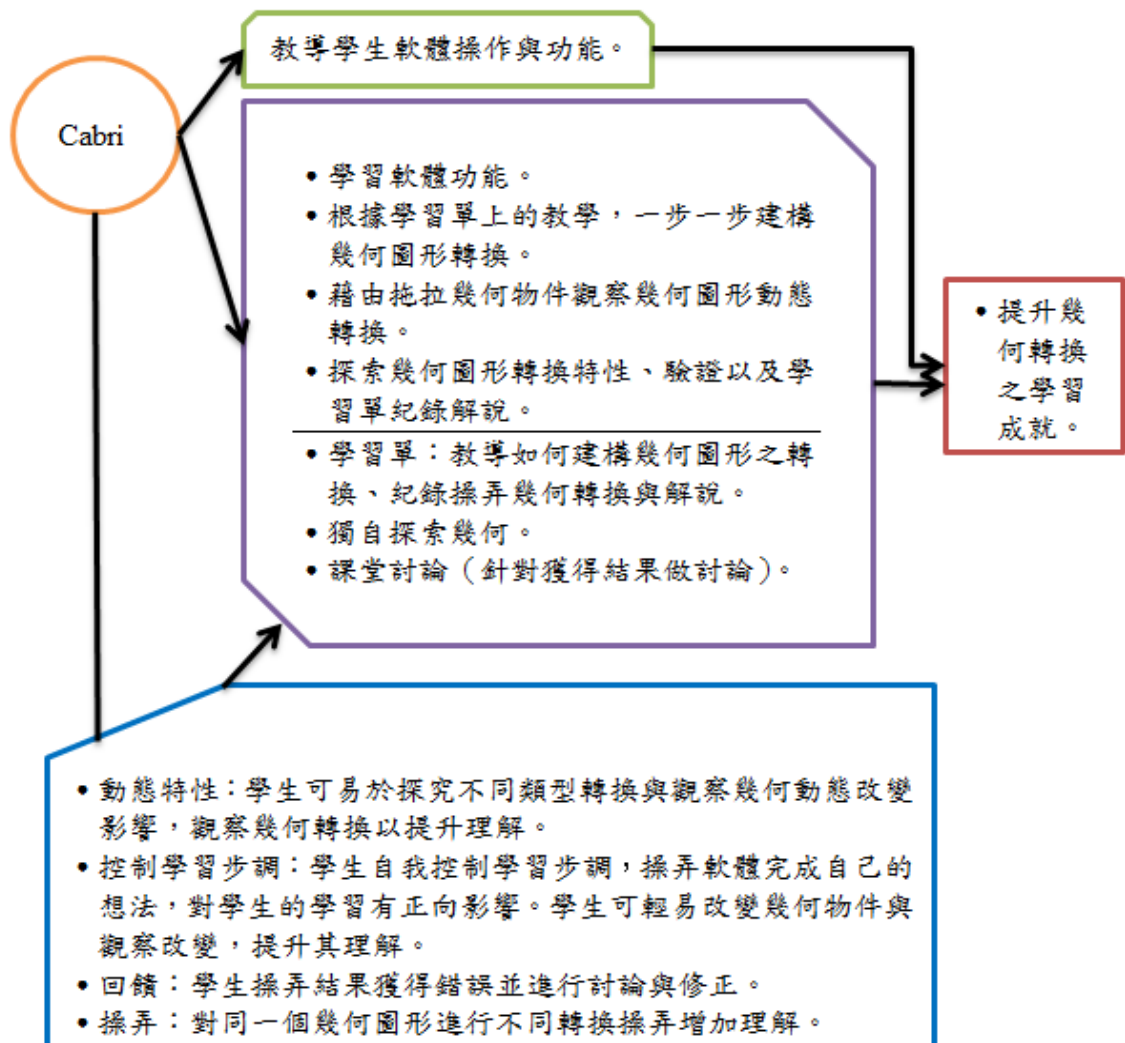 教導學生軟體操作與功能。
Cabri
• 學習軟體功能。
• 根據學習單上的教學，一步一步建構
幾何圖形轉換。
• 藉由拖拉幾何物件觀察幾何圖形動態
轉換。
• 探索幾何圖形轉換特性、驗證以及學
習單紀錄解說。
• 學習單：教導如何建構幾何圖形之轉
換、紀錄操弄幾何轉換與解說。
• 獨自探索幾何。
• 課堂討論（針對獲得結果做討論）。
• 提升幾
何轉換
之學習
成就。
• 動態特性：學生可易於探究不同類型轉換與觀察幾何動態改變
影響，觀察幾何轉換以提升理解。
• 控制學習步調：學生自我控制學習步調，操弄軟體完成自己的
想法，對學生的學習有正向影響。學生可輕易改變幾何物件與
觀察改變，提升其理解。
• 回饋：學生操弄結果獲得錯誤並進行討論與修正。
• 操弄：對同一個幾何圖形進行不同轉換操弄增加理解。